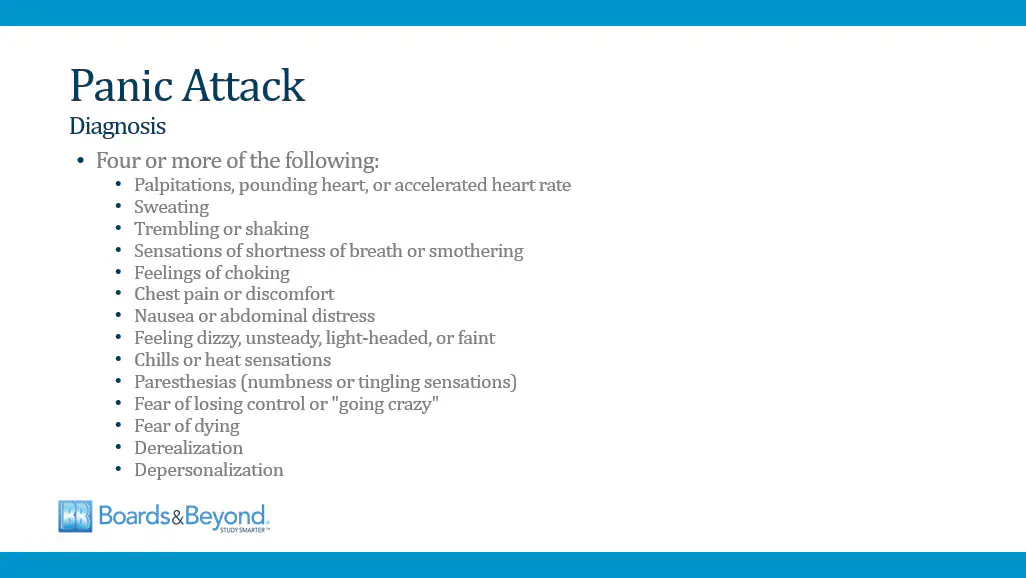 Panic Attack
Diagnosis
• Four or more of the following:
• Palpitations, pounding heart, or accelerated heart rate
• Sweating
• Trembling or shaking
• Sensations of shortness of breath or smothering
• Feelings of choking
• Chest pain or discomfort
• Nausea or abdominal distress
• Feeling dizzy, unsteady, light-headed, or faint
• Chills or heat sensations
• Paresthesias (numbness or tingling sensations)
• Fear of losing control or "going crazy"
• Fear of dying
• Derealization
• Depersonalization
BB Boards&Beyond®
STUDY SMARTER™